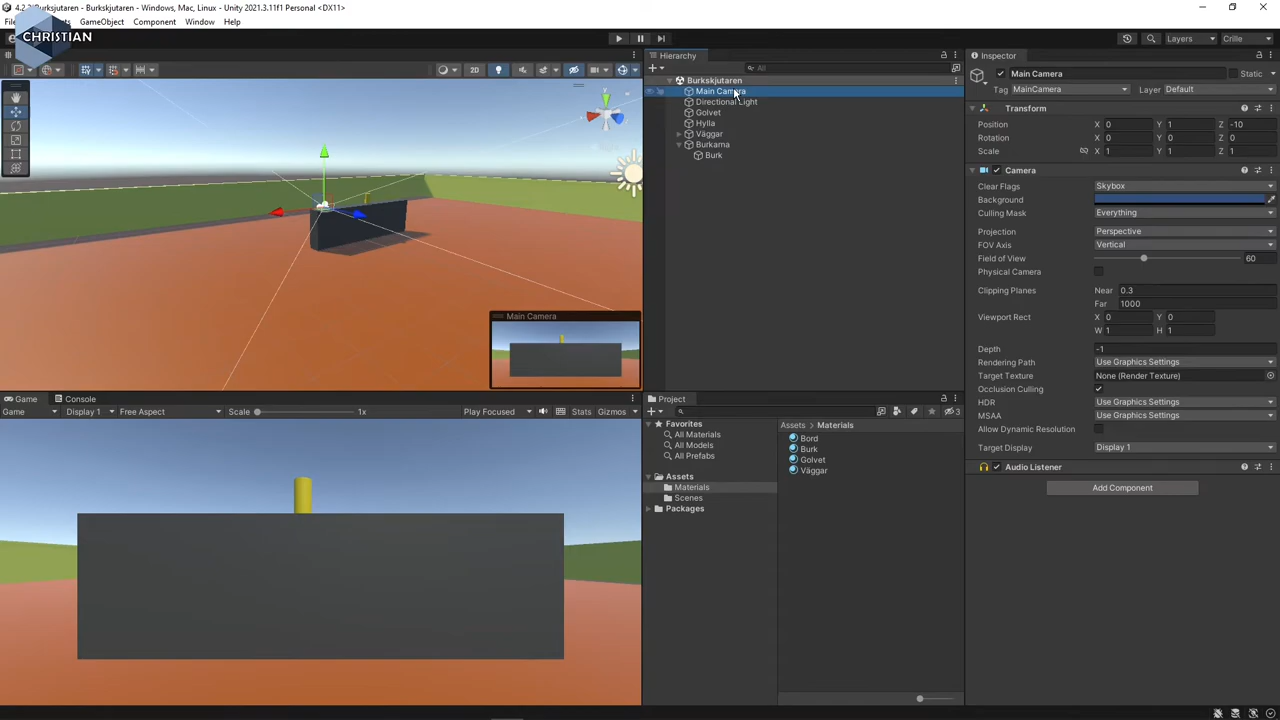 4.2.2 Burksjutaren - Burkskjutaren - Windows, Mac, Linux - Unity 2021.3.11f1 Personal <DX11>
GameObject Component Window Help
CHRISTIAN
Layers Crille
2D
Main Camera
Hierarchy
All
Burkskjutaren
Main Camera
Directional Light
Golvet
Hylla
Väggar
Burkarna
Burk
Inspector
Main Camera Static
Tag MainCamera Layer Default
Transform
Position X 0 Y 1 Z -10
Rotation X 0 Y 0 Z 0
Scale X 1 Y 1 Z 1
Camera
Clear Flags Skybox
Background
Culling Mask Everything
Projection Perspective
FOV Axis Vertical
Field of View 60
Physical Camera
Clipping Planes Near 0.3
Far 1000
Viewport Rect X 0 Y 0
W 1 H 1
Depth -1
Rendering Path Use Graphics Settings
Target Texture None (Render Texture)
Occlusion Culling
HDR Use Graphics Settings
MSAA Use Graphics Settings
Allow Dynamic Resolution
Target Display Display 1
Audio Listener
Add Component
Game Console
Game Display 1 Free Aspect Scale 1x Play Focused Stats Gizmos
Project
3
Favorites
All Materials
All Models
All Prefabs
Assets
Materials
Scenes
Packages
Assets > Materials
Bord
Burk
Golvet
Väggar